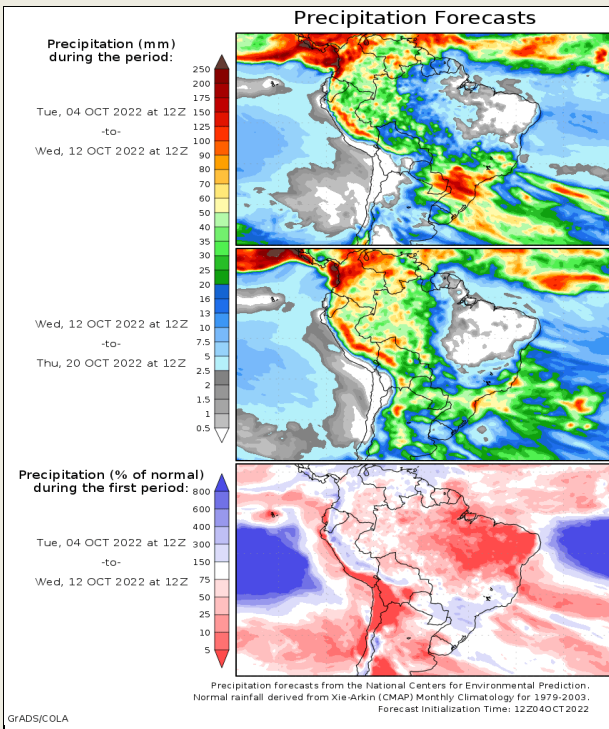 Precipitation Forecasts
Precipitation (mm)
during the period:
Tue, 04 OCT 2022 at 12Z
-to-
Wed, 12 OCT 2022 at 12Z
250
200
175
150
125
100
90
80
70
60
50
40
35
30
25
20
16
13
10
7.5
5
2.5
2
1.5
1
0.5
Wed, 12 OCT 2022 at 12Z
-to-
Thu, 20 OCT 2022 at 12Z
Precipitation (% of normal)
during the first period:
Tue, 04 OCT 2022 at 12Z
-to-
Wed, 12 OCT 2022 at 12Z
800
600
400
300
150
75
50
25
10
5
Precipitation forecasts from the National Centers for Environmental Prediction.
Normal rainfall derived from Xie-Arkin (CMAP) Monthly Climatology for 1979-2003.
Forecast Initialization Time: 12Z04OCT2022
GrADS/COLA